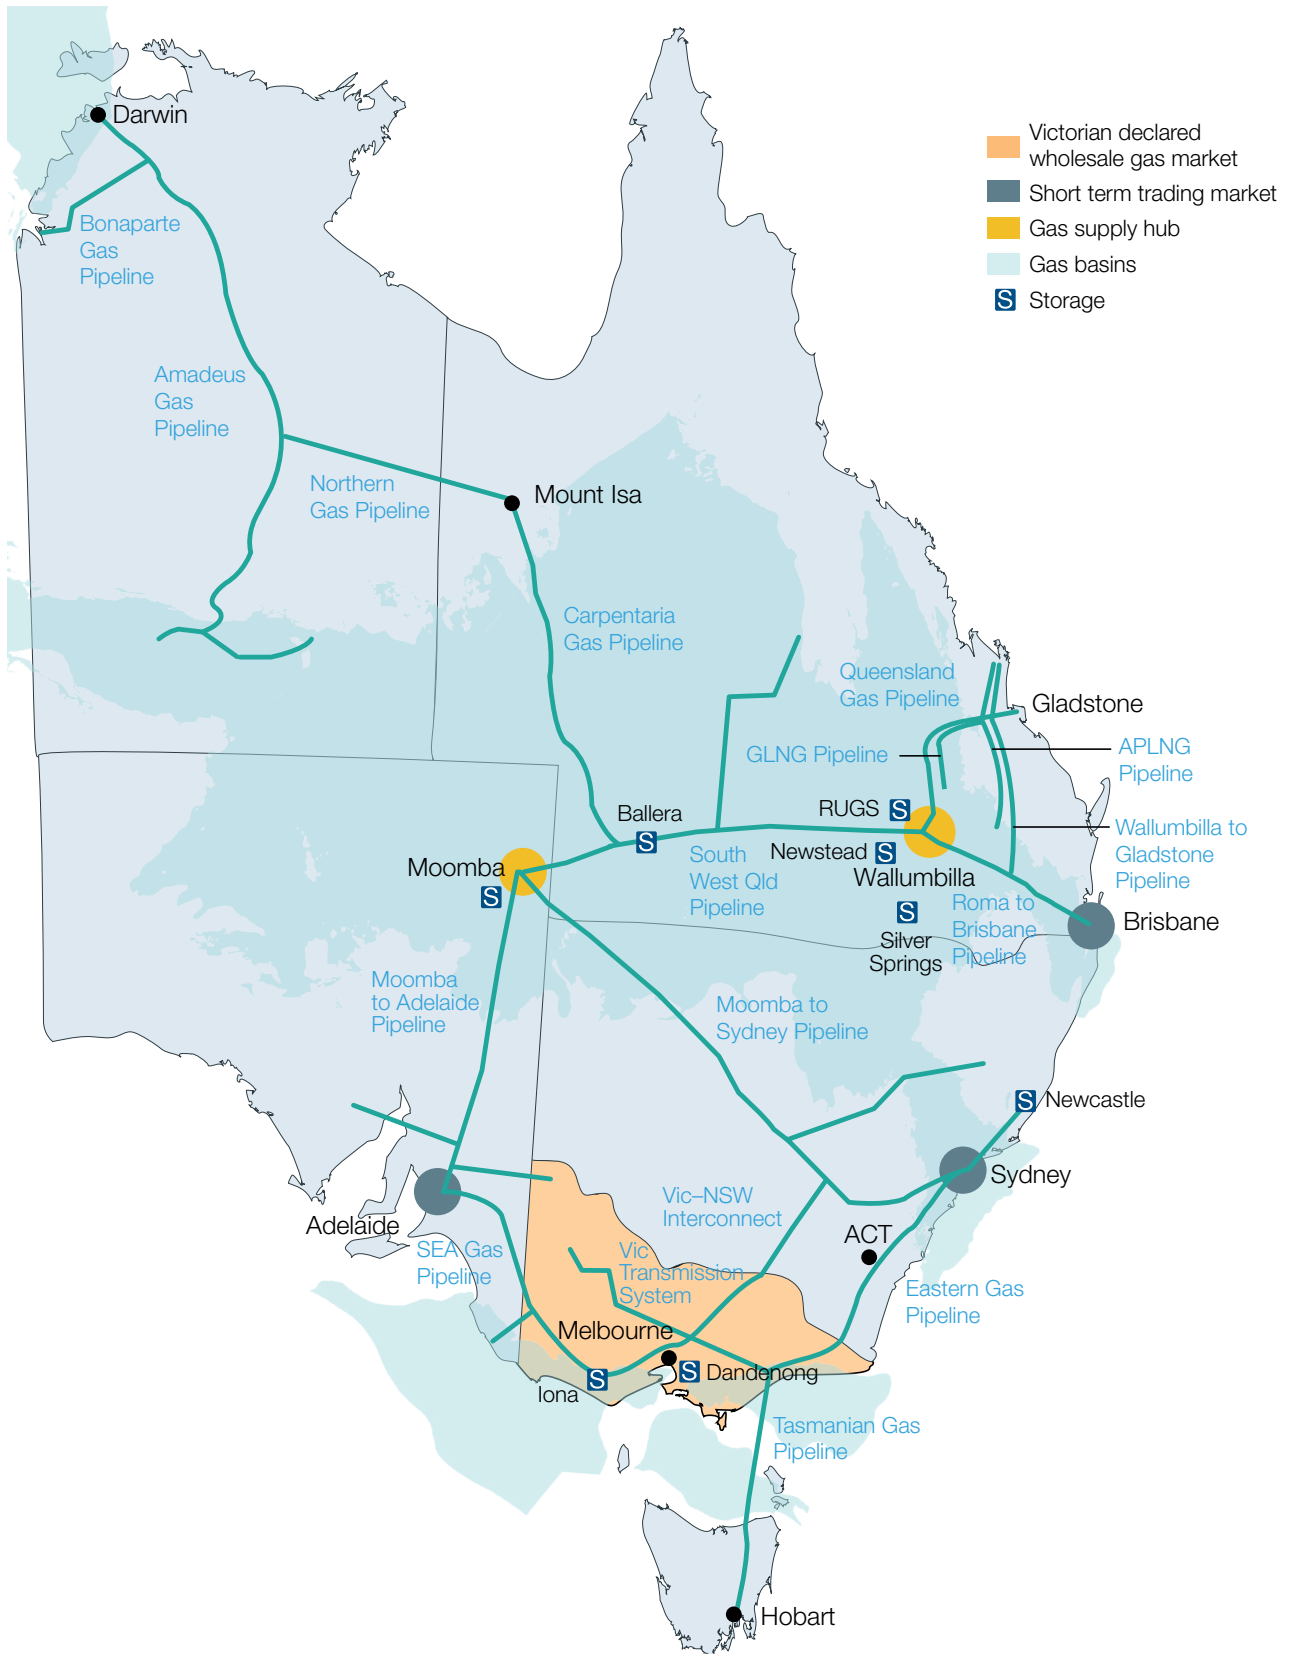 Darwin
Victorian declared
wholesale gas market
Short term trading market
Gas supply hub
Gas basins
S Storage
Bonaparte
Gas
Pipeline
Amadeus
Gas
Pipeline
Northern
Gas Pipeline
Mount Isa
Carpentaria
Gas Pipeline
Queensland
Gas Pipeline
Gladstone
GLNG Pipeline
APLNG
Pipeline
Ballera
S
RUGS S
Wallumbilla to
Gladstone
Pipeline
Newstead S
Wallumbilla
Moomba
S
South
West Qld
Pipeline
S
Silver
Springs
Roma to
Brisbane
Pipeline
Brisbane
Moomba
to Adelaide
Pipeline
Moomba to
Sydney Pipeline
S Newcastle
Sydney
Adelaide
Vic–NSW
Interconnect
ACT
SEA Gas
Pipeline
Vic
Transmission
System
Eastern Gas
Pipeline
Melbourne
S Dandenong
S
Iona
Tasmanian Gas
Pipeline
Hobart